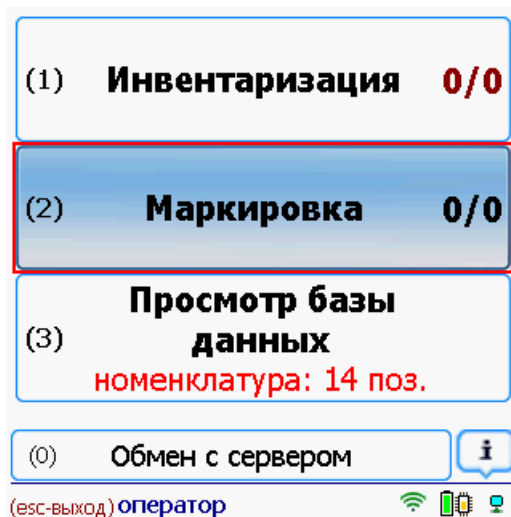 (1) Инвентаризация 0/0
(2) Маркировка 0/0
Просмотр базы
(3) данных
номенклатура: 14 поз.
(0) Обмен с сервером i
(esc-выход) оператор